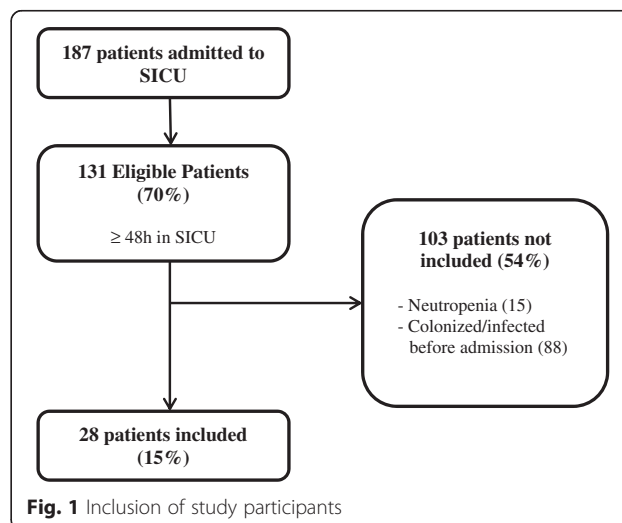 187 patients admitted to
SICU
131 Eligible Patients
(70%)
≥ 48h in SICU
103 patients not
included (54%)
- Neutropenia (15)
- Colonized/infected
before admission (88)
28 patients included
(15%)
Fig. 1 Inclusion of study participants